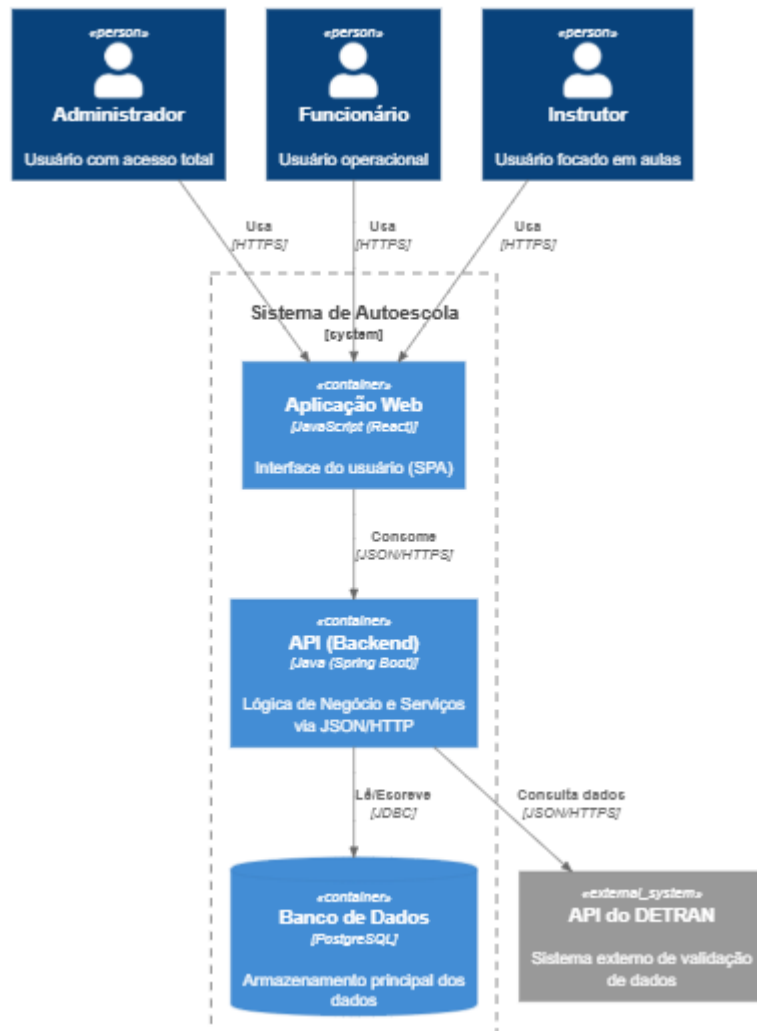 «person»
Administrador
Usuário com acesso total
«person»
Funcionário
Usuário operacional
«person»
Instrutor
Usuário focado em aulas
Usa
[HTTPS]
Usa
[HTTPS]
Usa
[HTTPS]
Sistema de Autoescola
[system]
«container»
Aplicação Web
[JavaScript (React)]
Interface do usuário (SPA)
Consome
[JSON/HTTPS]
«container»
API (Backend)
[Java (Spring Boot)]
Lógica de Negócio e Serviços
via JSON/HTTP
Lê/Escreve
[JDBC]
Consulta dados
[JSON/HTTPS]
«container»
Banco de Dados
[PostgreSQL]
Armazenamento principal dos
dados
«external_system»
API do DETRAN
Sistema externo de validação
de dados